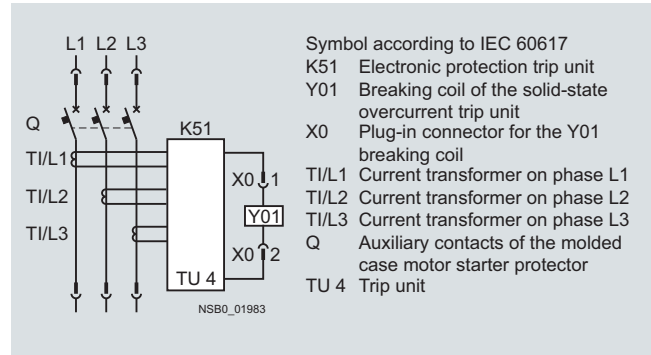 L1 L2 L3
Q
K51
TI/L1
TI/L2
TI/L3
X0 1
Y01
X0 2
TU 4
NSB0_01983
Symbol according to IEC 60617
K51 Electronic protection trip unit
Y01 Breaking coil of the solid-state
overcurrent trip unit
X0 Plug-in connector for the Y01
breaking coil
TI/L1 Current transformer on phase L1
TI/L2 Current transformer on phase L2
TI/L3 Current transformer on phase L3
Q Auxiliary contacts of the molded
case motor starter protector
TU 4 Trip unit